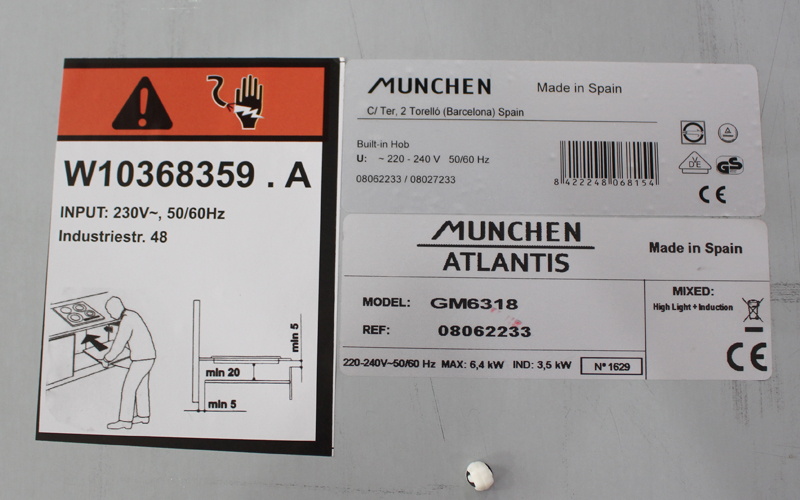 W10368359 . A
INPUT: 230V~, 50/60Hz
Industriestr. 48
min 5
min 20
min 5
MUNCHEN Made in Spain
C/ Ter, 2 Torelló (Barcelona) Spain
Built-in Hob
U: ~ 220 - 240 V 50/60 Hz
08062233 / 08027233
8 422248 068154
VDE GS
CE
MUNCHEN
ATLANTIS
Made in Spain
MODEL: GM6318
REF: 08062233
MIXED:
High Light + Induction
CE
220-240V~50/60 Hz MAX: 6,4 kW IND: 3,5 kW Nº 1629